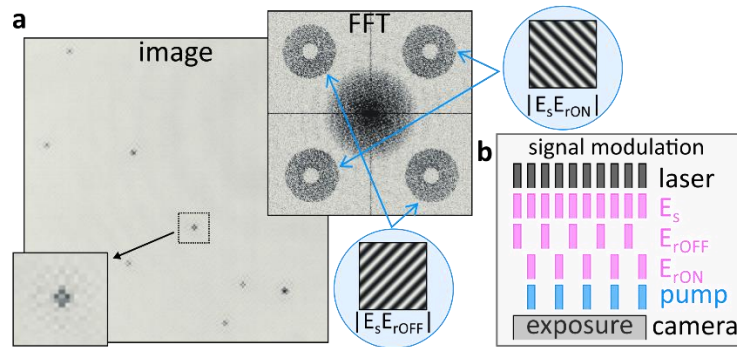 a
image
FFT
|EₛEᵣON|
|EₛEᵣOFF|
b
signal modulation
laser
Eₛ
EᵣOFF
EᵣON
pump
exposure
camera